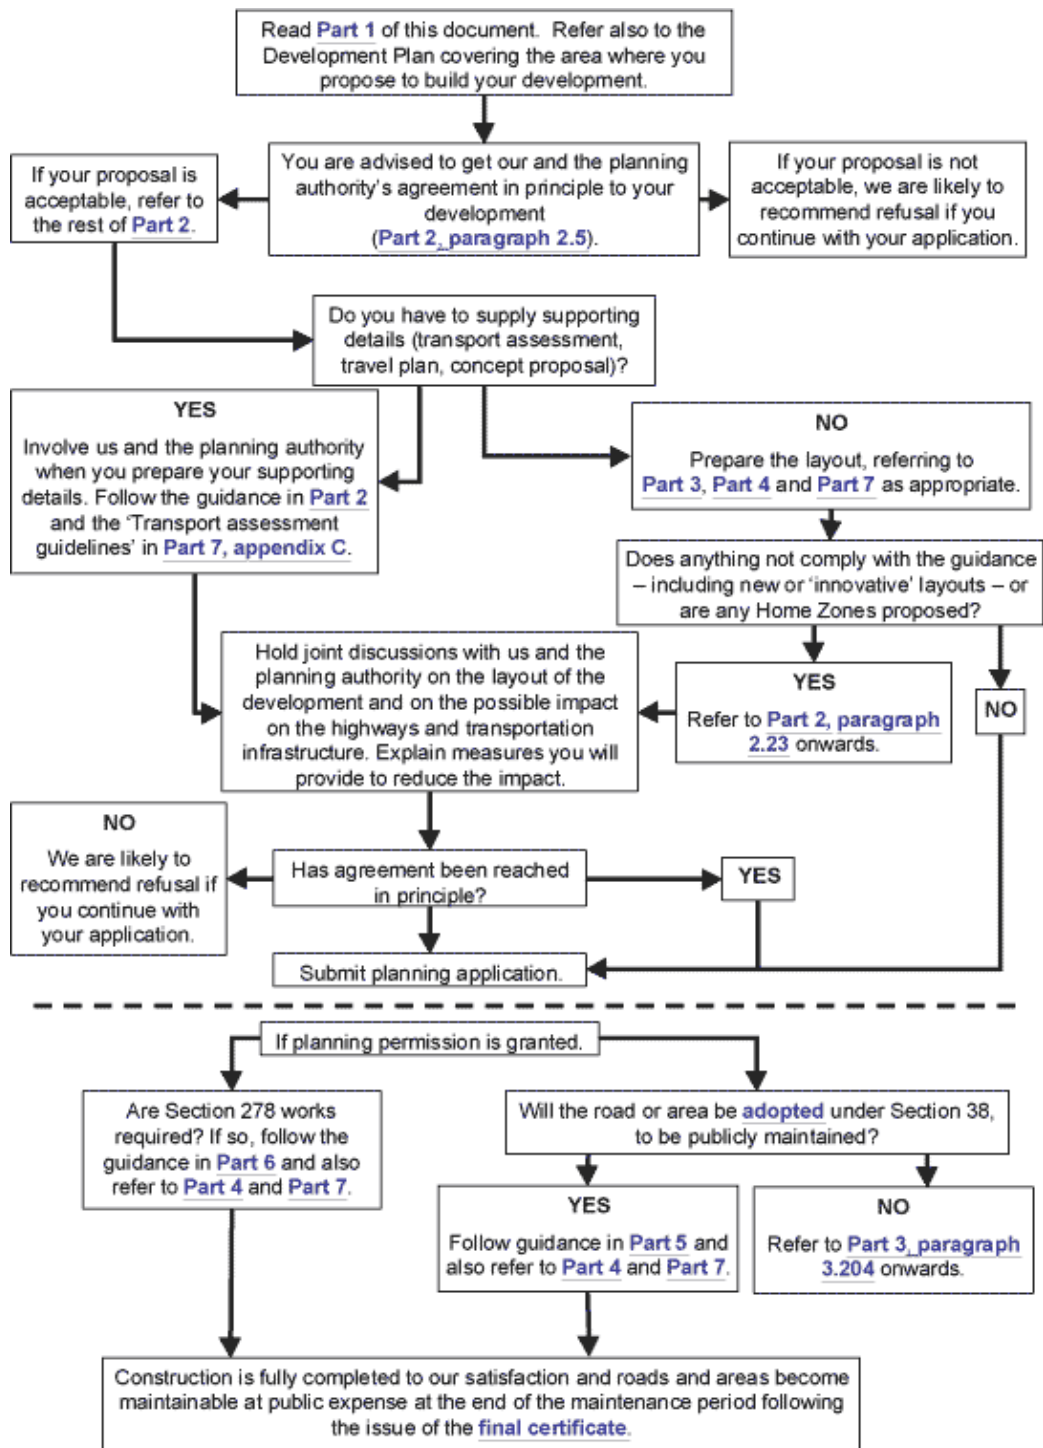 Read Part 1 of this document. Refer also to the
Development Plan covering the area where you
propose to build your development.
If your proposal is
acceptable, refer to
the rest of Part 2.
You are advised to get our and the planning
authority's agreement in principle to your
development
(Part 2, paragraph 2.5).
If your proposal is not
acceptable, we are likely to
recommend refusal if you
continue with your application.
Do you have to supply supporting
details (transport assessment,
travel plan, concept proposal)?
YES
Involve us and the planning authority
when you prepare your supporting
details. Follow the guidance in Part 2
and the 'Transport assessment
guidelines' in Part 7, appendix C.
NO
Prepare the layout, referring to
Part 3, Part 4 and Part 7 as appropriate.
Does anything not comply with the guidance
– including new or 'innovative' layouts – or
are any Home Zones proposed?
Hold joint discussions with us and the
planning authority on the layout of the
development and on the possible impact
on the highways and transportation
infrastructure. Explain measures you will
provide to reduce the impact.
YES
Refer to Part 2, paragraph
2.23 onwards.
NO
NO
We are likely to
recommend refusal if
you continue with
your application.
Has agreement been reached
in principle?
YES
Submit planning application.
If planning permission is granted.
Are Section 278 works
required? If so, follow the
guidance in Part 6 and also
refer to Part 4 and Part 7.
Will the road or area be adopted under Section 38,
to be publicly maintained?
YES
Follow guidance in Part 5 and
also refer to Part 4 and Part 7.
NO
Refer to Part 3, paragraph
3.204 onwards.
Construction is fully completed to our satisfaction and roads and areas become
maintainable at public expense at the end of the maintenance period following
the issue of the final certificate.